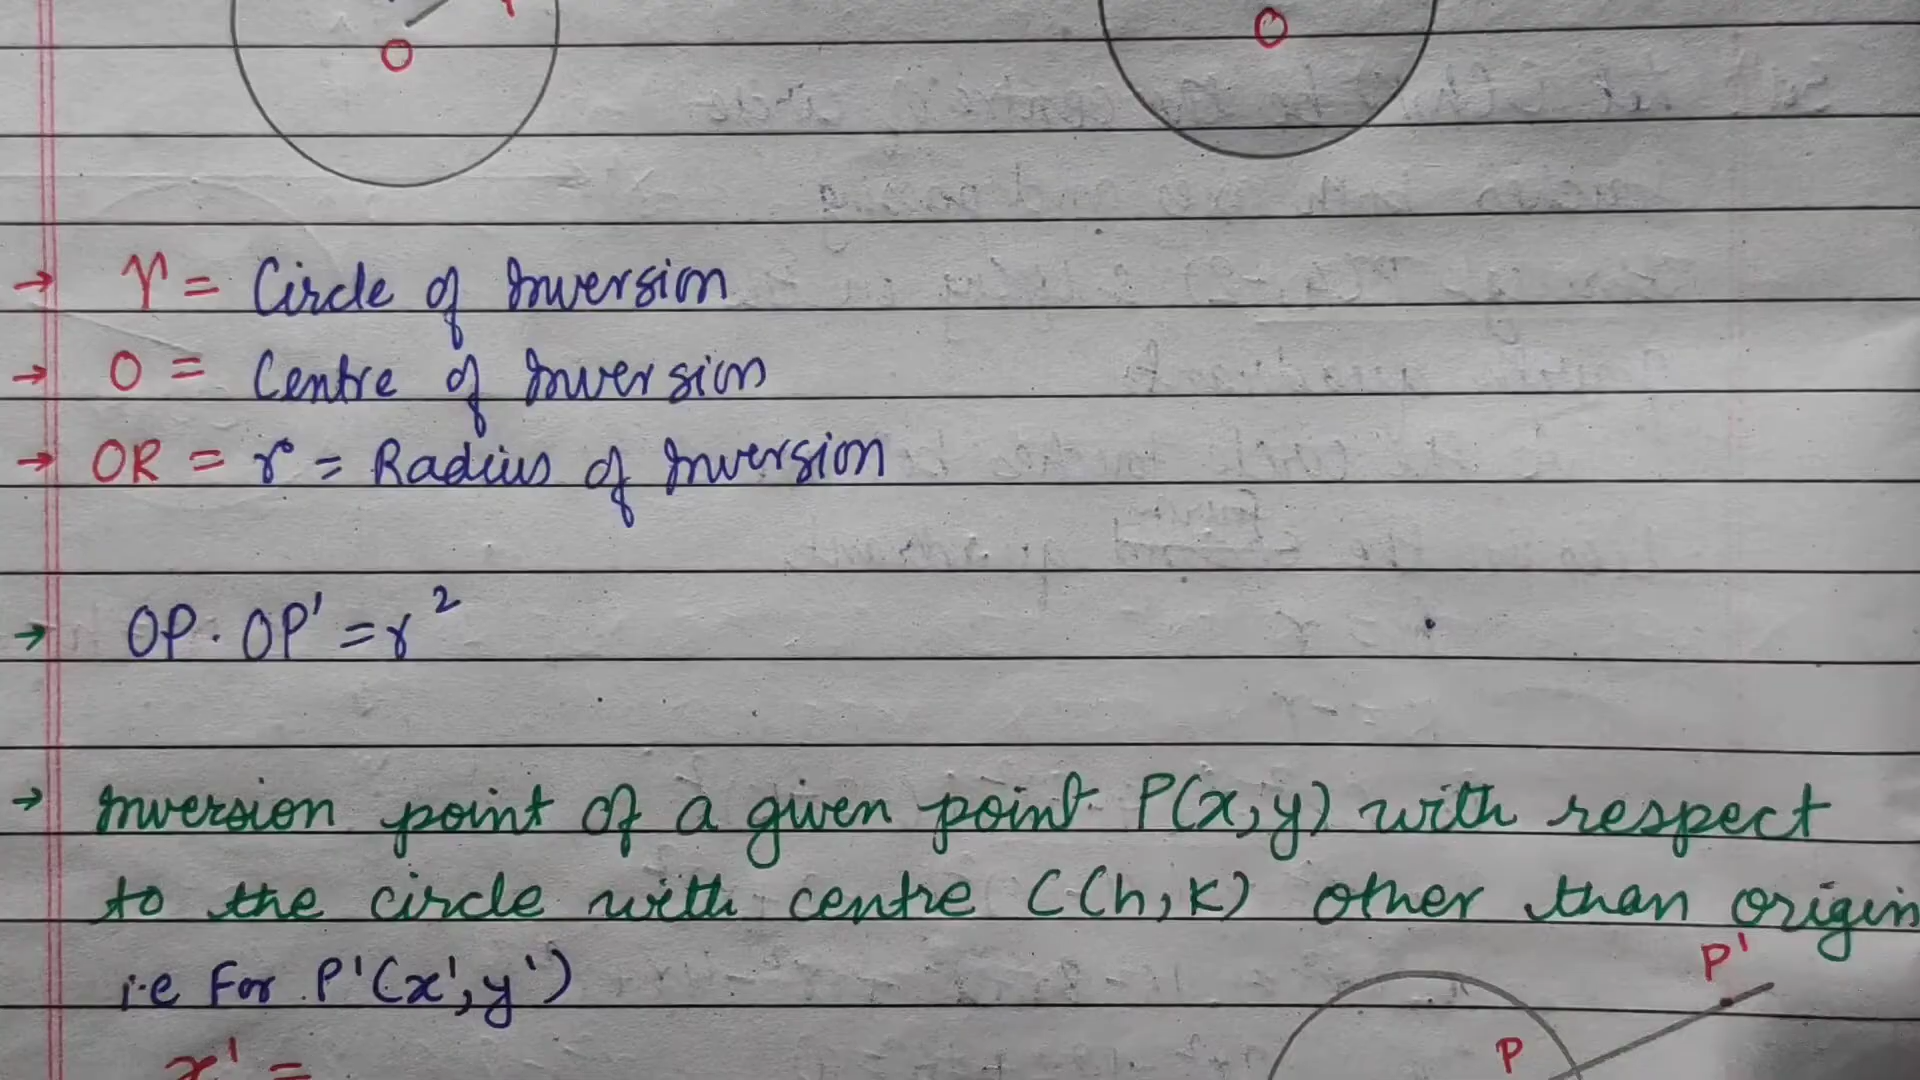 O
O
→ γ = Circle of Inversion
→ O = Centre of Inversion
→ OR = r = Radius of Inversion
→ OP . OP' = r²
→ Inversion point of a given point P(x,y) with respect
to the circle with centre C(h,k) other than origin
i.e For P'(x',y')
P'
P
x' =